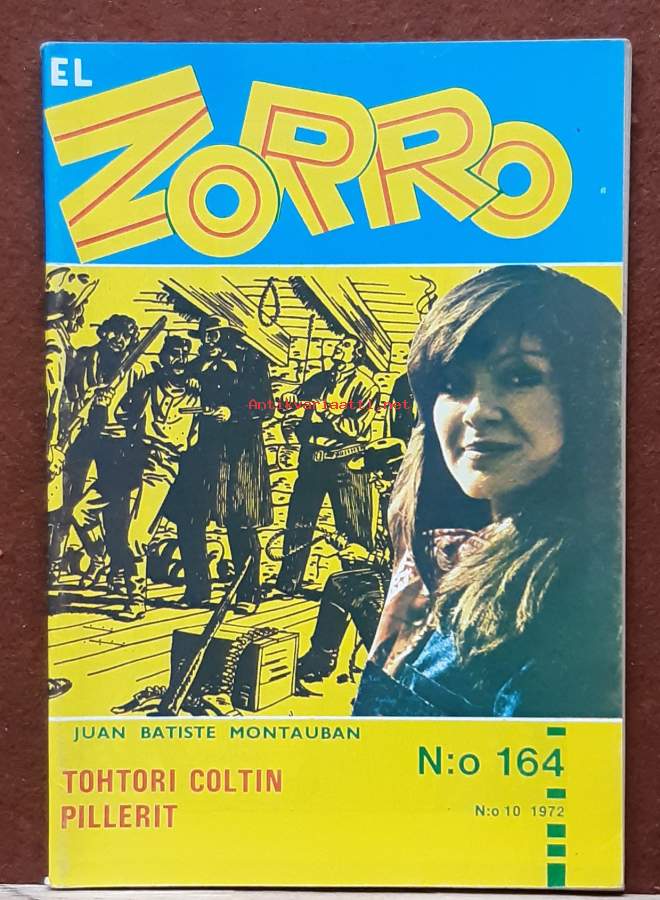 EL
ZORRO
Antikvariaatti.net
JUAN BATISTE MONTAUBAN
TOHTORI COLTIN
PILLERIT
N:o 164
N:o 10 1972